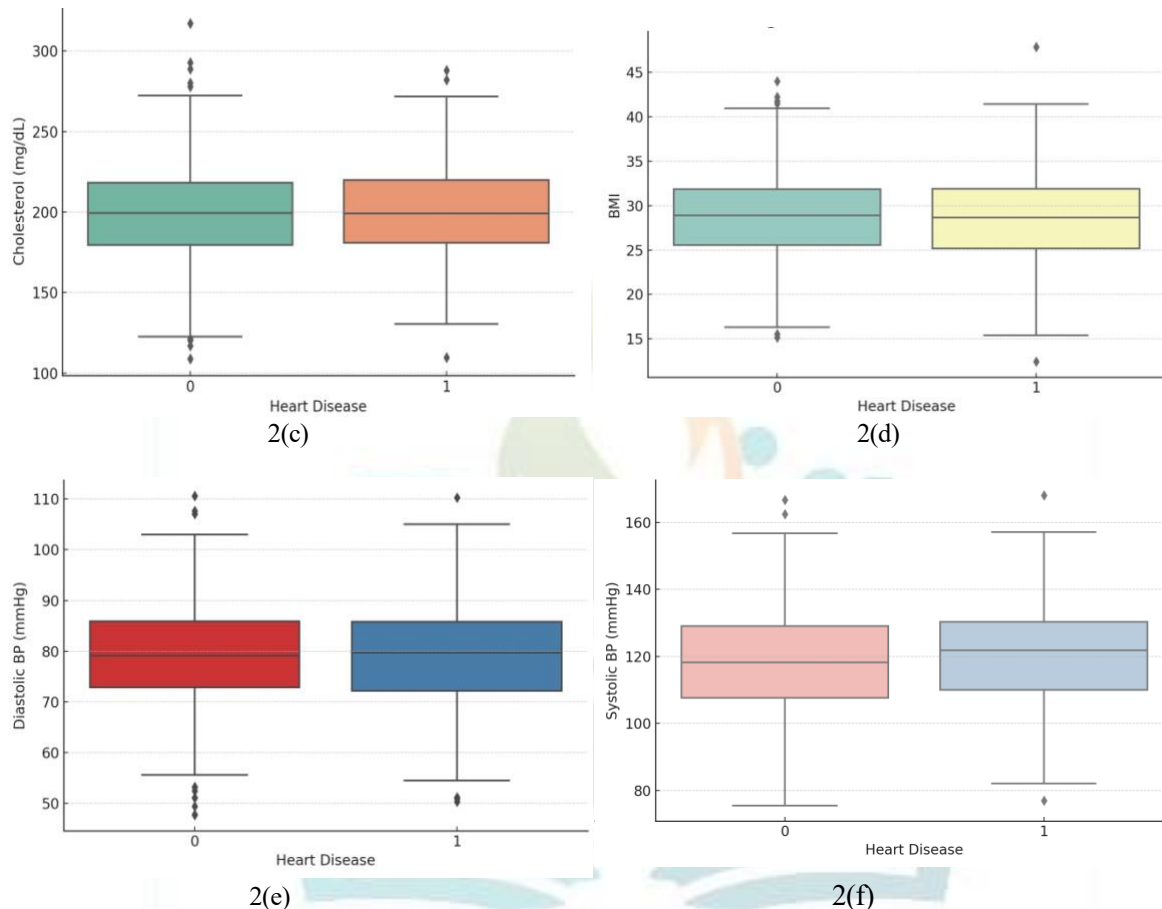 300
250
200
150
100
Cholesterol (mg/dL)
0 1
Heart Disease
2(c)
45
40
35
30
25
20
15
BMI
0 1
Heart Disease
2(d)
110
100
90
80
70
60
50
Diastolic BP (mmHg)
0 1
Heart Disease
2(e)
160
140
120
100
80
Systolic BP (mmHg)
0 1
Heart Disease
2(f)